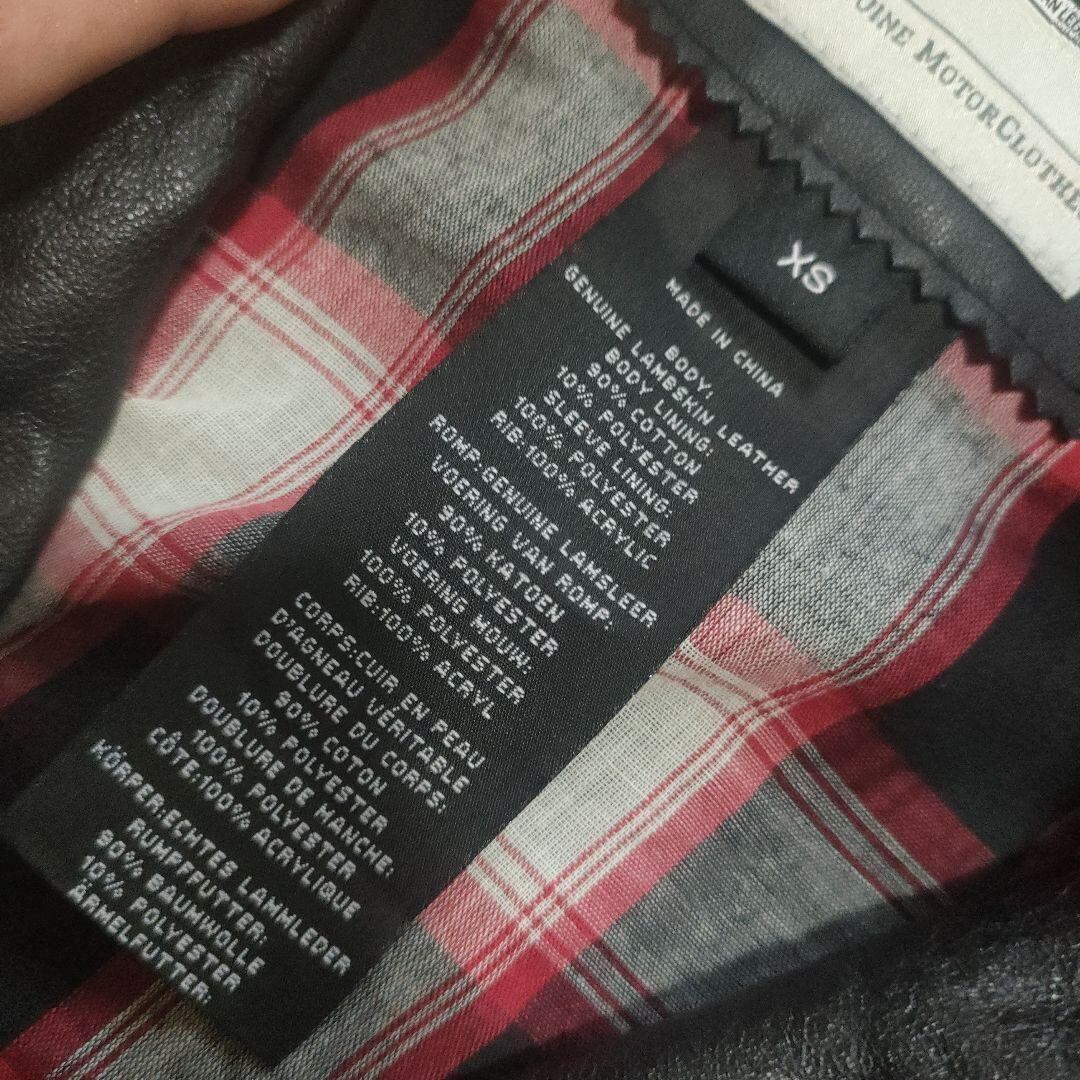 MOTORCLOTHES
XS
MADE IN CHINA
BODY:
GENUINE LAMBSKIN LEATHER
BODY LINING:
90% COTTON
10% POLYESTER
SLEEVE LINING:
100% POLYESTER
RIB:100% ACRYLIC
ROMP:GENUINE LAMSLEER
VOERING VAN ROMP:
90% KATOEN
10% POLYESTER
VOERING MOUW:
100% POLYESTER
RIB:100% ACRYL
CORPS:CUIR EN PEAU
D'AGNEAU VÉRITABLE
DOUBLURE DU CORPS:
90% COTON
10% POLYESTER
DOUBLURE DE MANCHE:
100% POLYESTER
CÔTE:100% ACRYLIQUE
KÖRPER:ECHTES LAMMLEDER
RUMPFFUTTER:
90% BAUMWOLLE
10% POLYESTER
ÄRMELFUTTER: